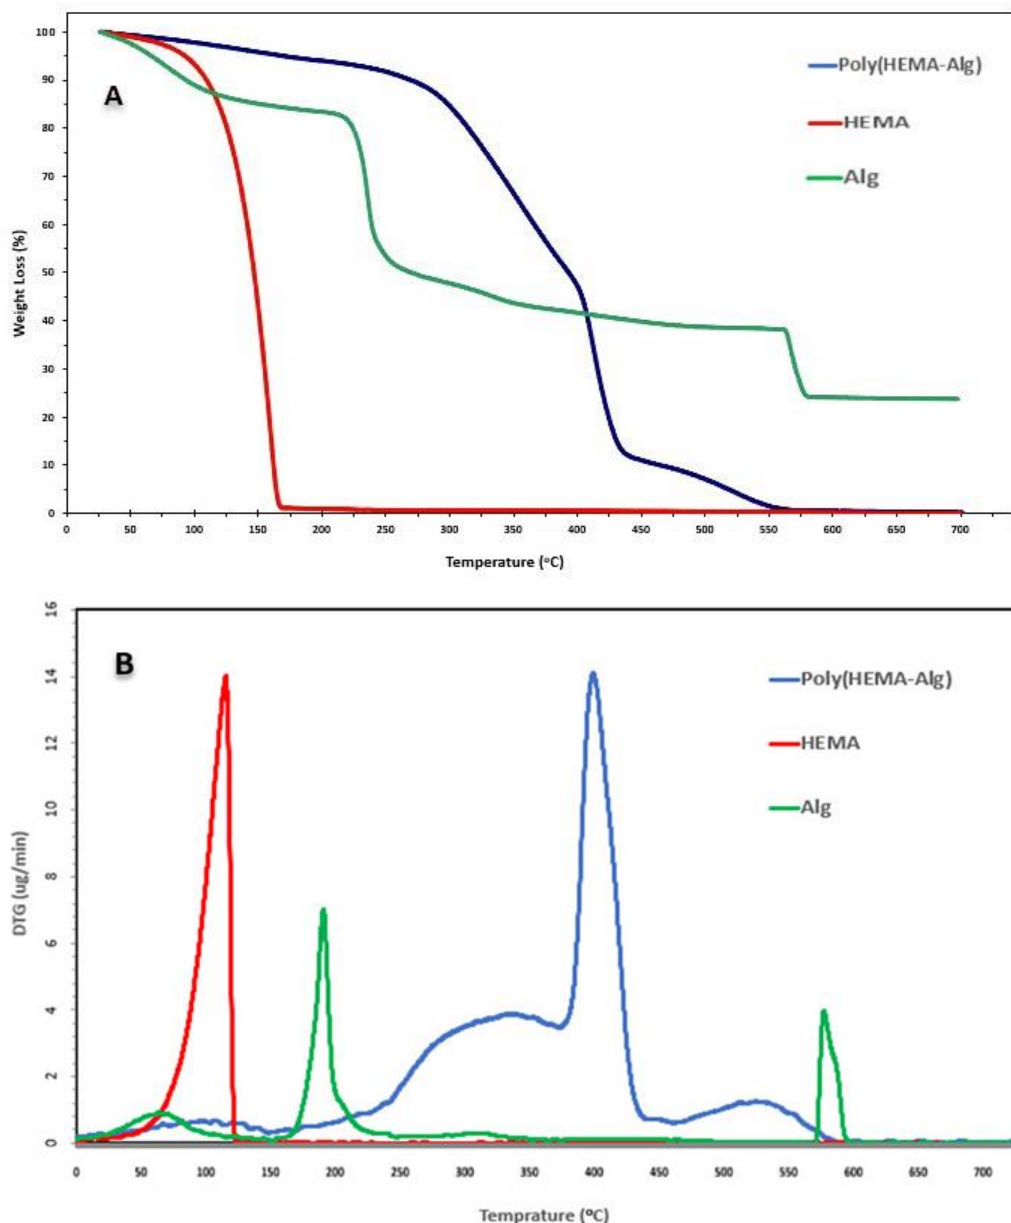 A
Poly(HEMA-Alg)
HEMA
Alg
Weight Loss (%)
100
90
80
70
60
50
40
30
20
10
0
0 50 100 150 200 250 300 350 400 450 500 550 600 650 700
Temperature (°C)
B
Poly(HEMA-Alg)
HEMA
Alg
DTG (ug/min)
16
14
12
10
8
6
4
2
0
0 50 100 150 200 250 300 350 400 450 500 550 600 650 700
Temprature (°C)